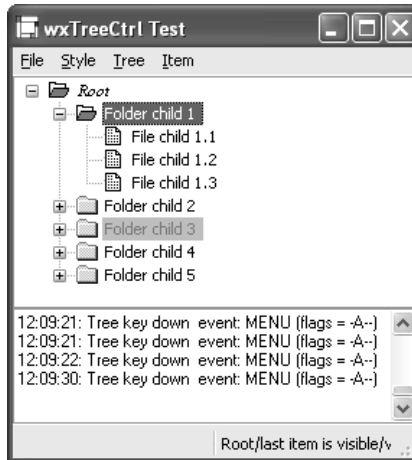 wxTreeCtrl Test
File Style Tree Item
Root
Folder child 1
File child 1.1
File child 1.2
File child 1.3
Folder child 2
Folder child 3
Folder child 4
Folder child 5
12:09:21: Tree key down event: MENU (flags = -A--)
12:09:21: Tree key down event: MENU (flags = -A--)
12:09:22: Tree key down event: MENU (flags = -A--)
12:09:30: Tree key down event: MENU (flags = -A--)
Root/last item is visible/v